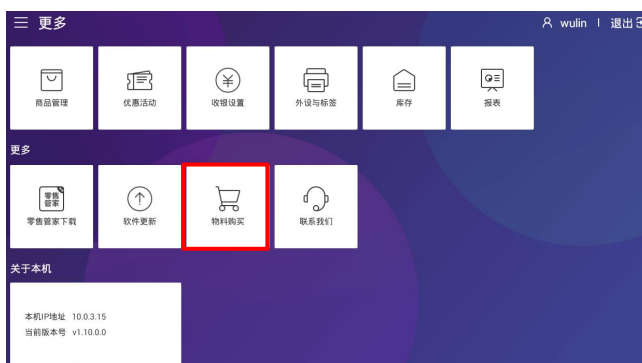 更多
wulin | 退出
商品管理 优惠活动 收银设置 外设与标签 库存 报表
更多
零售
管家
零售管家下载 软件更新 物料购买 联系我们
关于本机
本机IP地址 10.0.3.15
当前版本号 v1.10.0.0